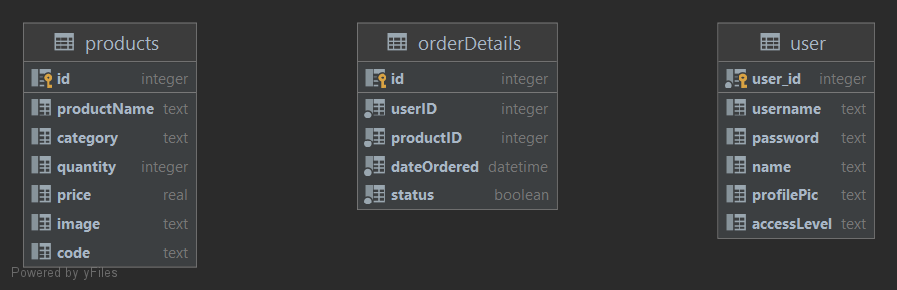 products
id integer
productName text
category text
quantity integer
price real
image text
code text
orderDetails
id integer
userID integer
productID integer
dateOrdered datetime
status boolean
user
user_id integer
username text
password text
name text
profilePic text
accessLevel text
Powered by yFiles